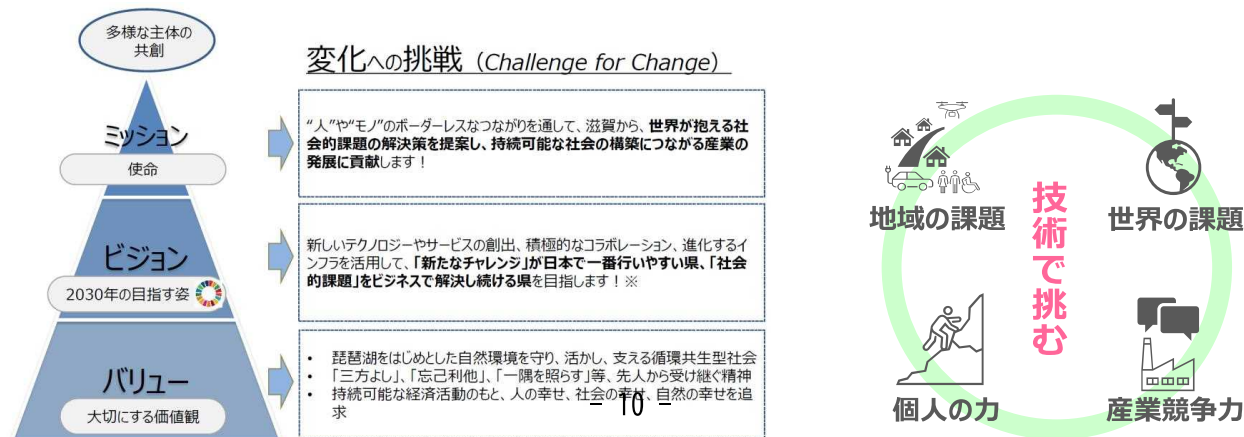 多様な主体の
共創
変化への挑戦（Challenge for Change）
ミッション
使命
“人”や“モノ”のボーダーレスなつながりを通して、滋賀から、世界が抱える社
会的課題の解決策を提案し、持続可能な社会の構築につながる産業の
発展に貢献します！
ビジョン
2030年の目指す姿
新しいテクノロジーやサービスの創出、積極的なコラボレーション、進化するイ
ンフラを活用して、「新たなチャレンジ」が日本で一番行いやすい県、「社会
的課題」をビジネスで解決し続ける県を目指します！※
バリュー
大切にする価値観
• 琵琶湖をはじめとした自然環境を守り、活かし、支える循環共生型社会
• 「三方よし」、「忘己利他」、「一隅を照らす」等、先人から受け継ぐ精神
• 持続可能な経済活動のもと、人の幸せ、社会の幸せ、自然の幸せを追
求
- 10 -
地域の課題
世界の課題
技術で挑む
個人の力
産業競争力